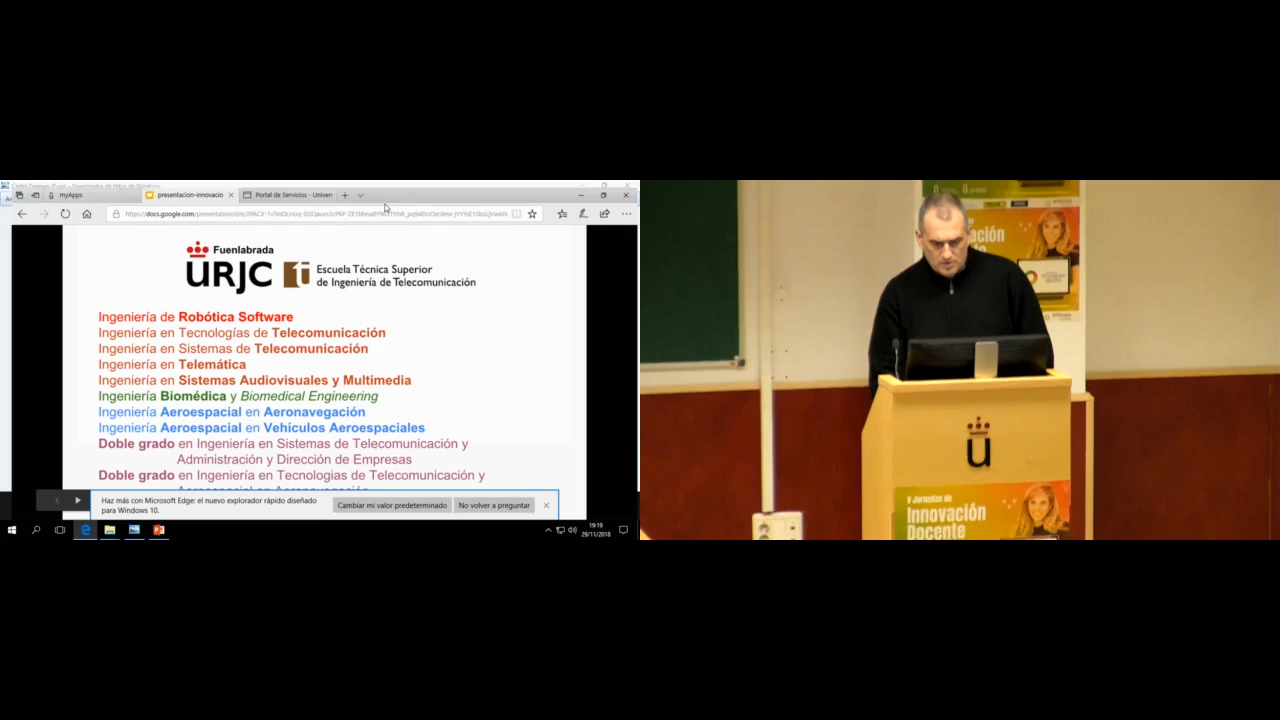 myApps
presentacion-innovacio
Portal de Servicios - Univer
Fuenlabrada
URJC
Escuela Técnica Superior
de Ingeniería de Telecomunicación
Ingeniería de Robótica Software
Ingeniería en Tecnologías de Telecomunicación
Ingeniería en Sistemas de Telecomunicación
Ingeniería en Telemática
Ingeniería en Sistemas Audiovisuales y Multimedia
Ingeniería Biomédica y Biomedical Engineering
Ingeniería Aeroespacial en Aeronavegación
Ingeniería Aeroespacial en Vehículos Aeroespaciales
Doble grado en Ingeniería en Sistemas de Telecomunicación y
Administración y Dirección de Empresas
Doble grado en Ingeniería en Tecnologías de Telecomunicación y
Haz más con Microsoft Edge: el nuevo explorador rápido diseñado
para Windows 10.
Cambiar mi valor predeterminado
No volver a preguntar
19:19
29/11/2018
ü
V Jornadas de
Innovación
Docente